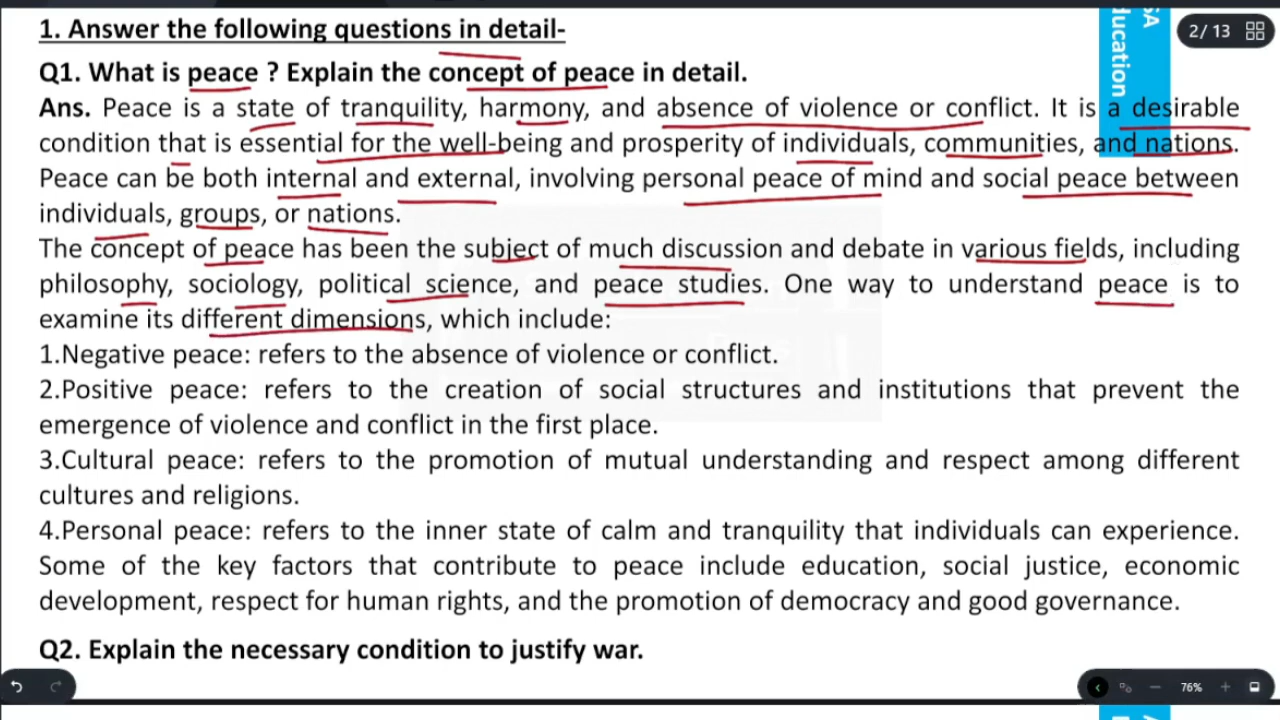 1. Answer the following questions in detail-
Q1. What is peace ? Explain the concept of peace in detail.
Ans. Peace is a state of tranquility, harmony, and absence of violence or conflict. It is a desirable
condition that is essential for the well-being and prosperity of individuals, communities, and nations.
Peace can be both internal and external, involving personal peace of mind and social peace between
individuals, groups, or nations.
The concept of peace has been the subject of much discussion and debate in various fields, including
philosophy, sociology, political science, and peace studies. One way to understand peace is to
examine its different dimensions, which include:
1.Negative peace: refers to the absence of violence or conflict.
2.Positive peace: refers to the creation of social structures and institutions that prevent the
emergence of violence and conflict in the first place.
3.Cultural peace: refers to the promotion of mutual understanding and respect among different
cultures and religions.
4.Personal peace: refers to the inner state of calm and tranquility that individuals can experience.
Some of the key factors that contribute to peace include education, social justice, economic
development, respect for human rights, and the promotion of democracy and good governance.
Q2. Explain the necessary condition to justify war.
2/ 13
76%